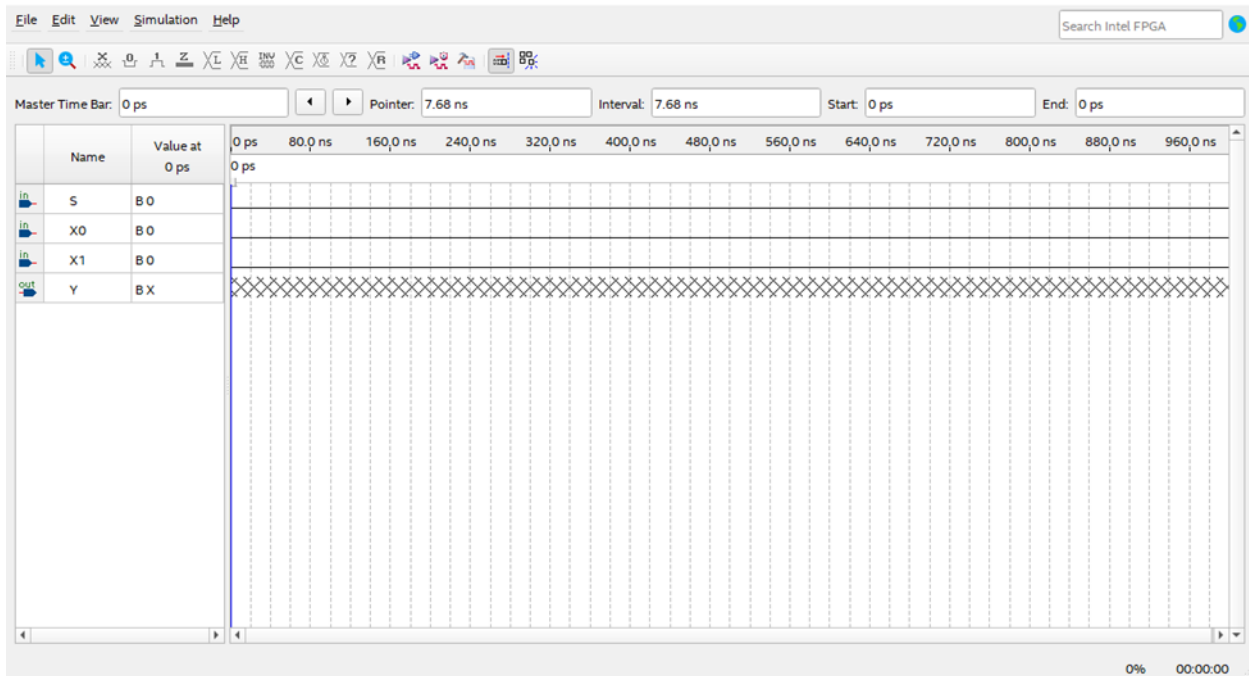 File Edit View Simulation Help
Search Intel FPGA
0 1 Z L H INV C ? R
Master Time Bar: 0 ps Pointer: 7.68 ns Interval: 7.68 ns Start: 0 ps End: 0 ps
Name Value at 0 ps
0 ps 80.0 ns 160.0 ns 240.0 ns 320.0 ns 400.0 ns 480.0 ns 560.0 ns 640.0 ns 720.0 ns 800.0 ns 880.0 ns 960.0 ns
0 ps
in S B 0
in X0 B 0
in X1 B 0
out Y B X
0% 00:00:00